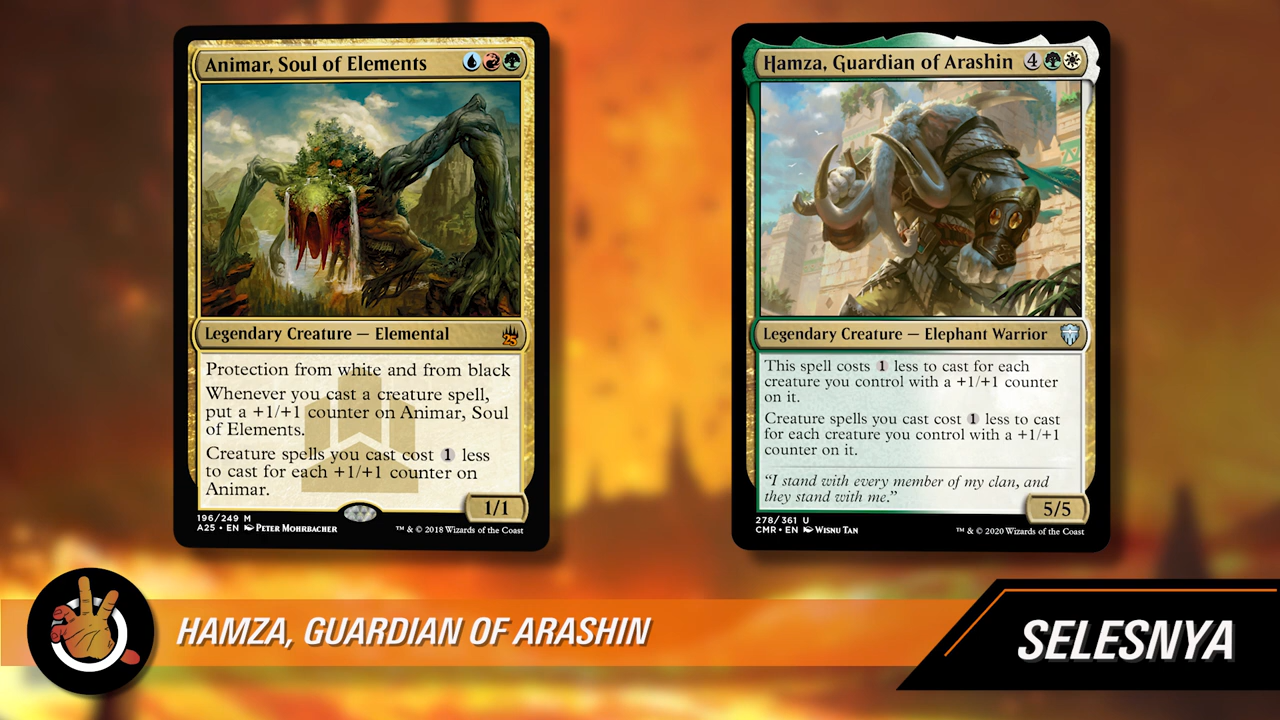 Animar, Soul of Elements
Legendary Creature — Elemental
25
Protection from white and from black
Whenever you cast a creature spell,
put a +1/+1 counter on Animar, Soul
of Elements.
Creature spells you cast cost 1 less
to cast for each +1/+1 counter on
Animar.
1/1
196/249 M
A25 • EN Peter Mohrbacher
™ & © 2018 Wizards of the Coast
Hamza, Guardian of Arashin 4
Legendary Creature — Elephant Warrior
This spell costs 1 less to cast for each
creature you control with a +1/+1 counter
on it.
Creature spells you cast cost 1 less to cast
for each creature you control with a +1/+1
counter on it.
“I stand with every member of my clan, and
they stand with me.”
5/5
278/361 U
CMR • EN Wisnu Tan
™ & © 2020 Wizards of the Coast
HAMZA, GUARDIAN OF ARASHIN
SELESNYA